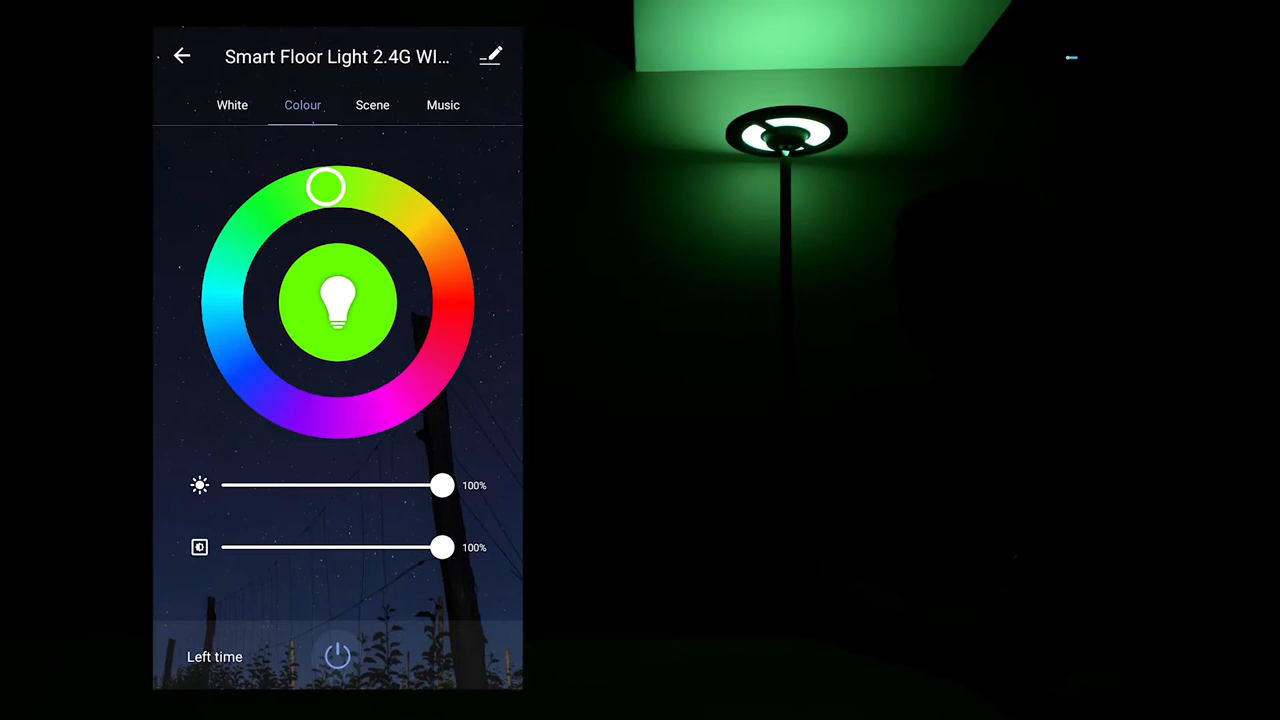 Smart Floor Light 2.4G WI...
White
Colour
Scene
Music
100%
100%
Left time